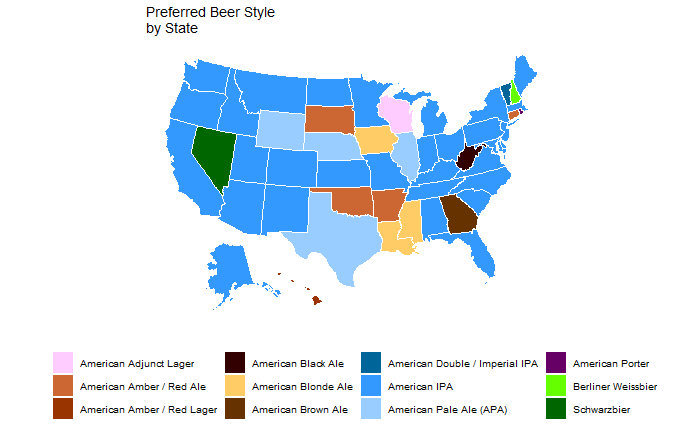 Preferred Beer Style
by State
American Adjunct Lager
American Black Ale
American Double / Imperial IPA
American Porter
American Amber / Red Ale
American Blonde Ale
American IPA
Berliner Weissbier
American Amber / Red Lager
American Brown Ale
American Pale Ale (APA)
Schwarzbier